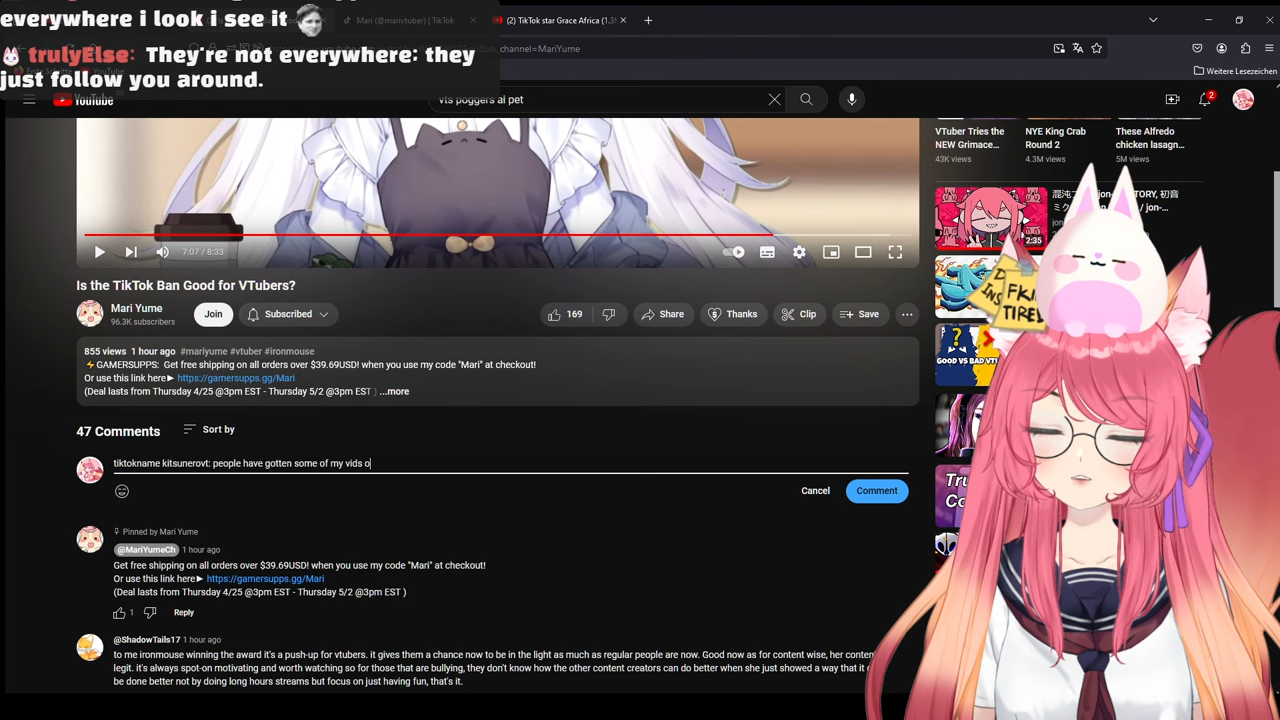 everywhere i look i see it
trulyElse: They're not everywhere; they
just follow you around.
Mari (@marivtuber) | TikTok
(2) TikTok star Grace Africa (1.3M
Weitere Lesezeichen
YouTube
vts poggers ai pet
2
VTuber Tries the
NEW Grimace...
43K views
NYE King Crab
Round 2
4.3M views
These Alfredo
chicken lasagn...
5M views
2:35
FKI
TIRED
GOOD VS BAD VT
7:07 / 8:33
Is the TikTok Ban Good for VTubers?
Mari Yume
96.3K subscribers
Join
Subscribed
169
Share
Thanks
Clip
Save
855 views 1 hour ago #mariyume #vtuber #ironmouse
⚡GAMERSUPPS: Get free shipping on all orders over $39.69USD! when you use my code "Mari" at checkout!
Or use this link here► https://gamersupps.gg/Mari
(Deal lasts from Thursday 4/25 @3pm EST - Thursday 5/2 @3pm EST ) ...more
47 Comments
Sort by
tiktokname kitsunerovt: people have gotten some of my vids o
Cancel
Comment
Pinned by Mari Yume
@MariYumeCh 1 hour ago
Get free shipping on all orders over $39.69USD! when you use my code "Mari" at checkout!
Or use this link here► https://gamersupps.gg/Mari
(Deal lasts from Thursday 4/25 @3pm EST - Thursday 5/2 @3pm EST )
1
Reply
@ShadowTails17 1 hour ago
to me ironmouse winning the award it's a push-up for vtubers. it gives them a chance now to be in the light as much as regular people are now. Good now as for content wise, her conten
legit. it's always spot-on motivating and worth watching so for those that are bullying, they don't know how the other content creators can do better when she just showed a way that it
be done better not by doing long hours streams but focus on just having fun, that's it.